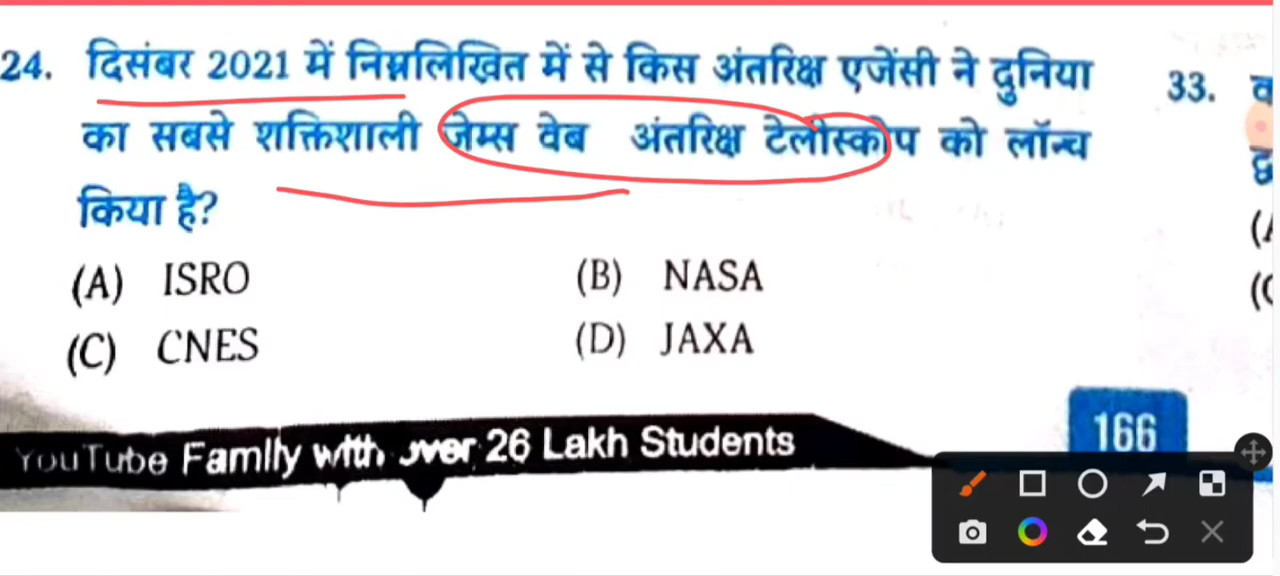 24. दिसंबर 2021 में निम्नलिखित में से किस अंतरिक्ष एजेंसी ने दुनिया
का सबसे शक्तिशाली जेम्स वेब अंतरिक्ष टेलीस्कोप को लॉन्च
किया है?
(A) ISRO (B) NASA
(C) CNES (D) JAXA
33.
YouTube Family with over 26 Lakh Students
166